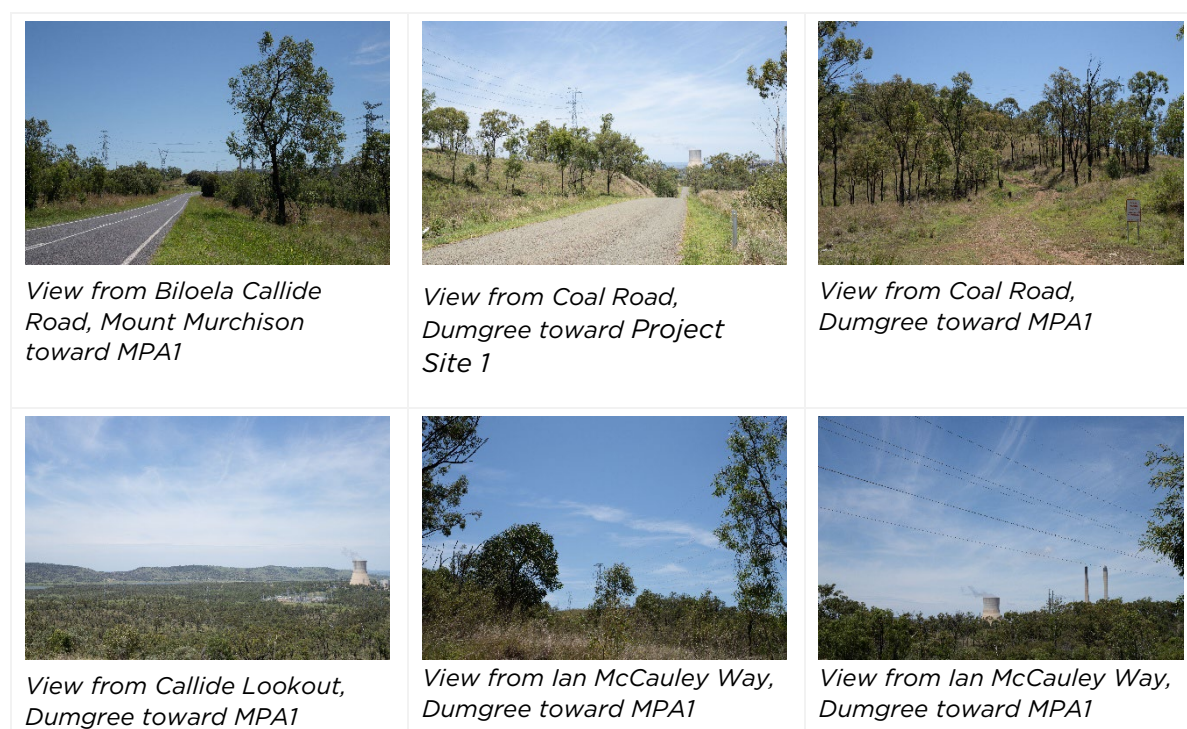 View from Biloela Callide
Road, Mount Murchison
toward MPA1
View from Coal Road,
Dumgree toward Project
Site 1
View from Coal Road,
Dumgree toward MPA1
View from Callide Lookout,
Dumgree toward MPA1
View from Ian McCauley Way,
Dumgree toward MPA1
View from Ian McCauley Way,
Dumgree toward MPA1